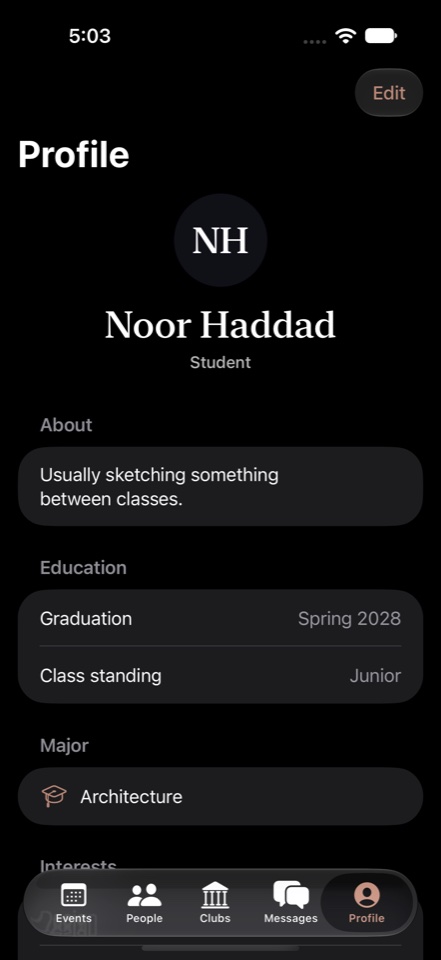 5:03
Edit
Profile
NH
Noor Haddad
Student
About
Usually sketching something
between classes.
Education
Graduation Spring 2028
Class standing Junior
Major
Architecture
Interests
Events People Clubs Messages Profile